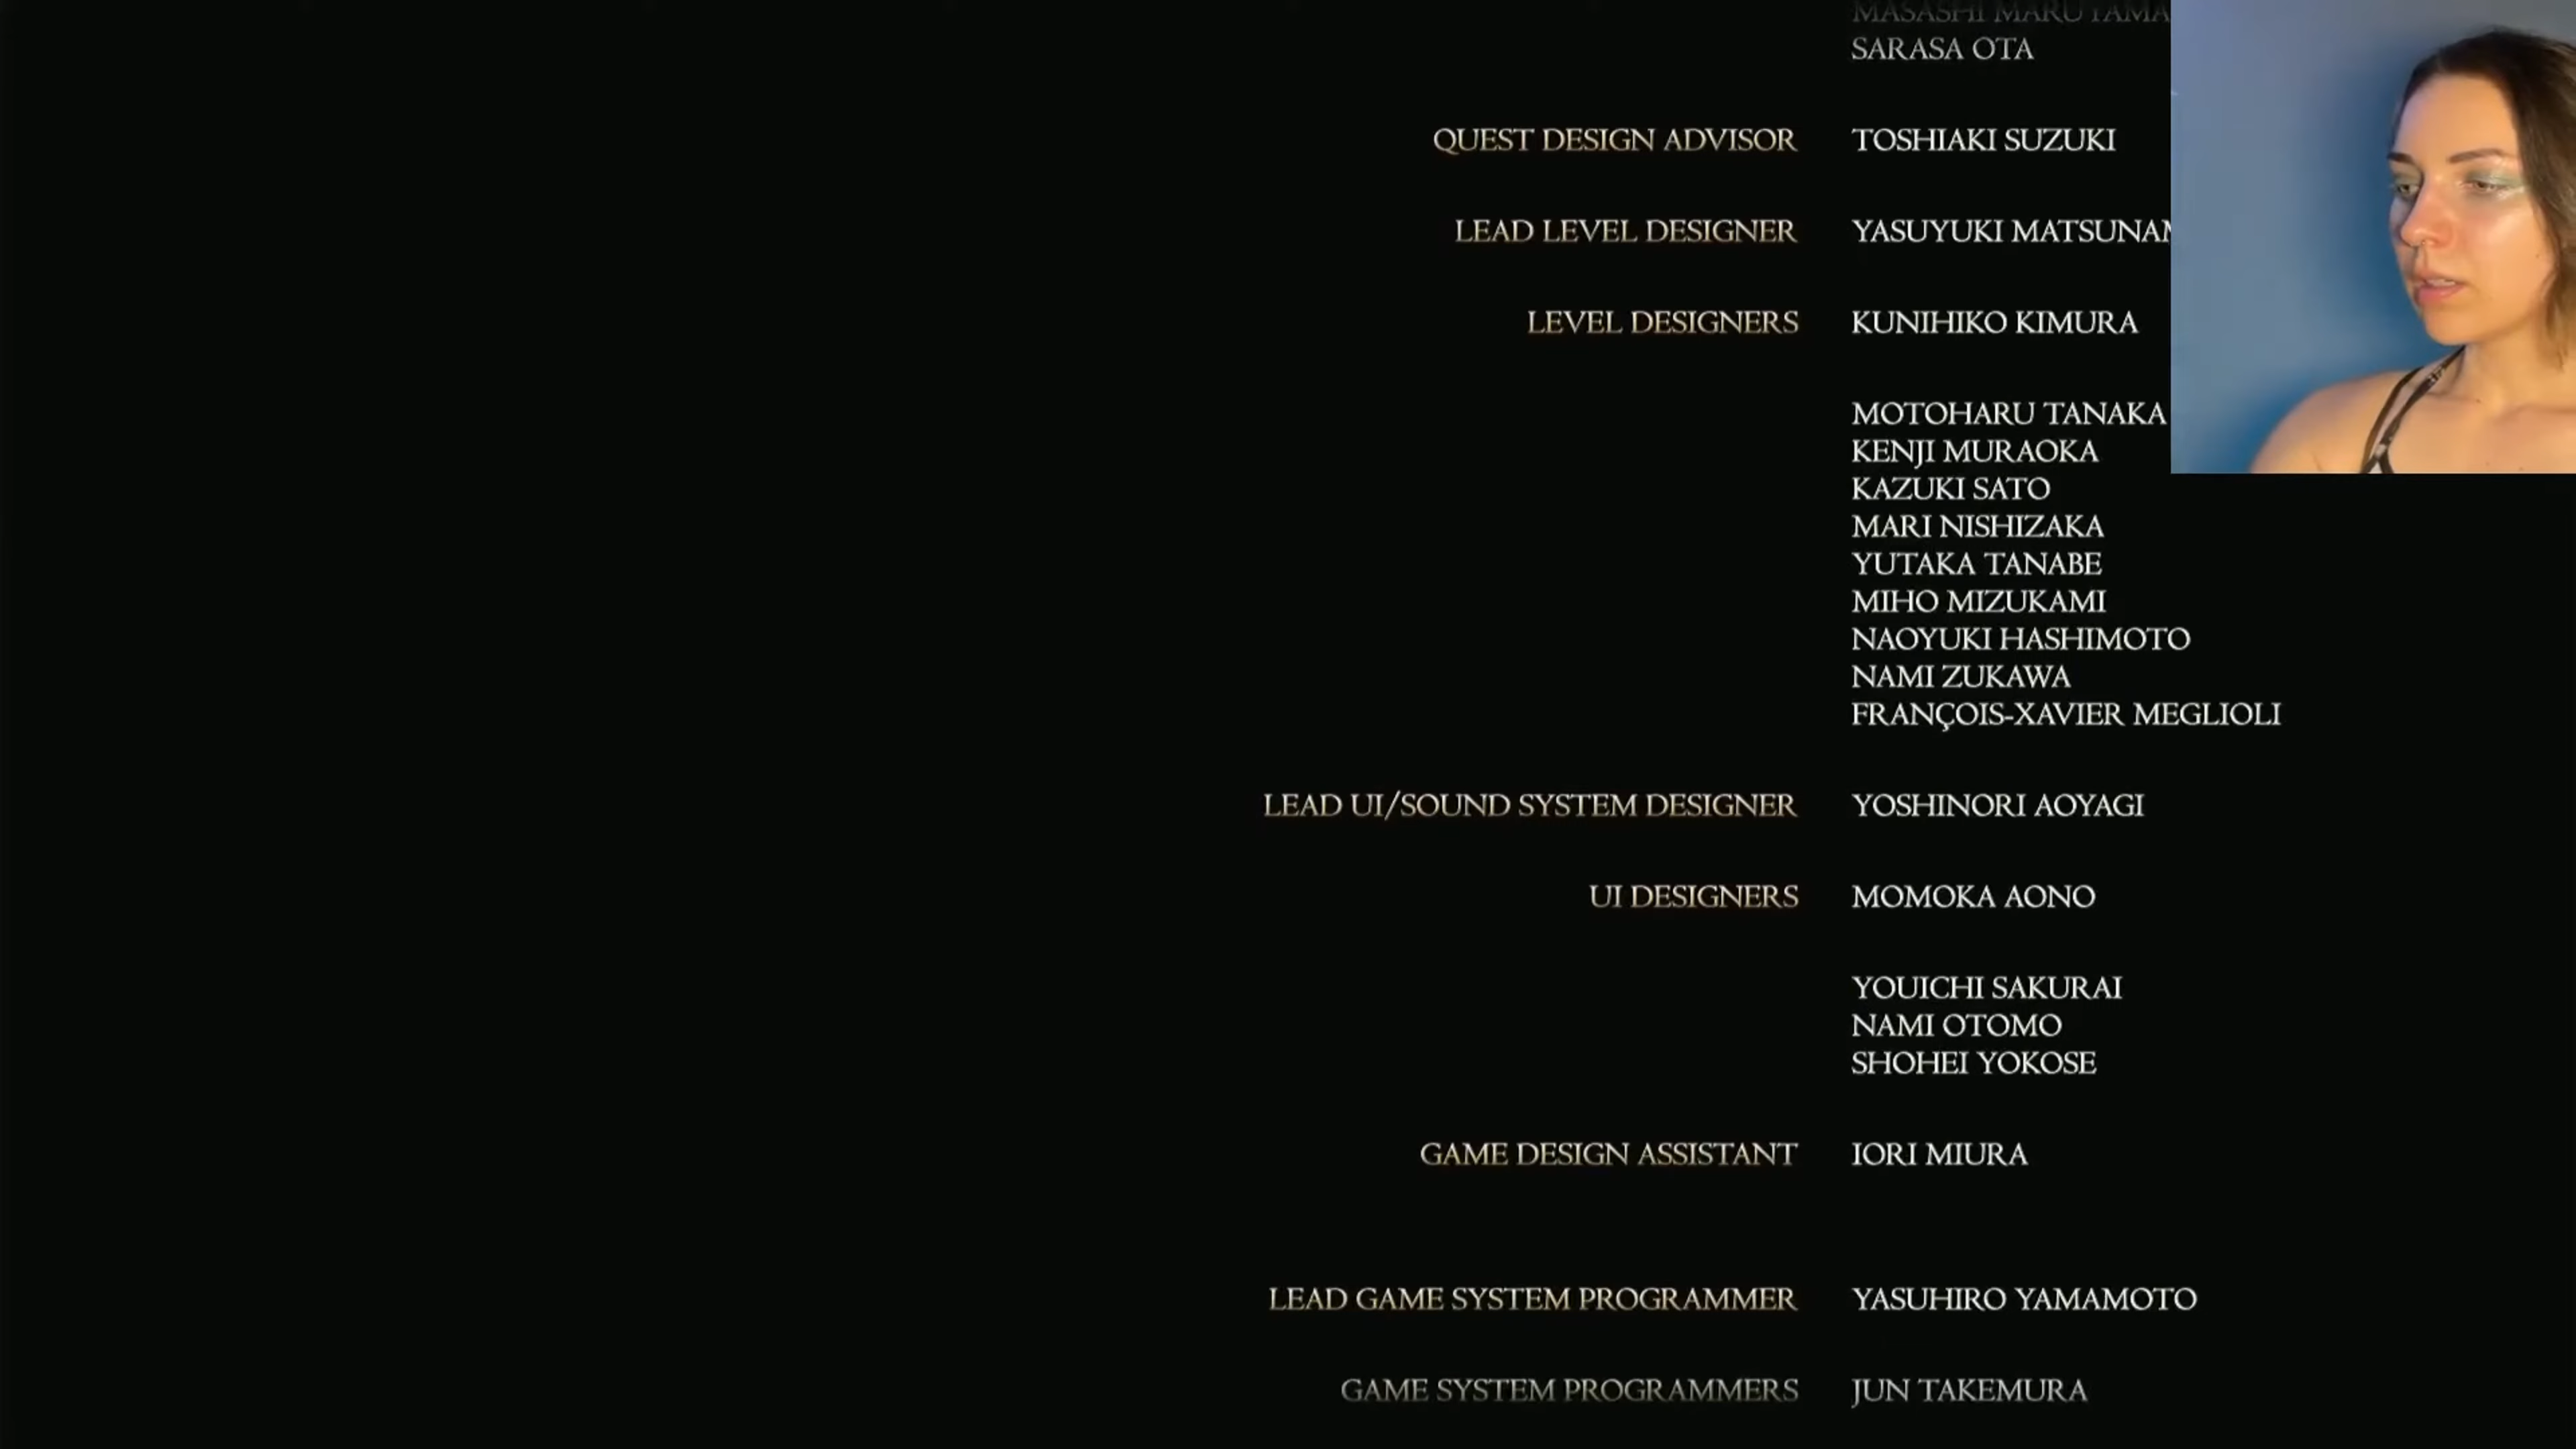 MASASHI MARUYAMA
SARASA OTA
QUEST DESIGN ADVISOR TOSHIAKI SUZUKI
LEAD LEVEL DESIGNER YASUYUKI
LEVEL DESIGNERS KUNIHIKO KIMURA
MOTOHARU TANAKA
KENJI MURAOKA
KAZUKI SATO
MARI NISHIZAKA
YUTAKA TANABE
MIHO MIZUKAMI
NAOYUKI HASHIMOTO
NAMI ZUKAWA
FRANÇOIS-XAVIER MEGLIOLI
LEAD UI/SOUND SYSTEM DESIGNER YOSHINORI AOYAGI
UI DESIGNERS MOMOKA AONO
YOUICHI SAKURAI
NAMI OTOMO
SHOHEI YOKOSE
GAME DESIGN ASSISTANT IORI MIURA
LEAD GAME SYSTEM PROGRAMMER YASUHIRO YAMAMOTO
GAME SYSTEM PROGRAMMERS JUN TAKEMURA